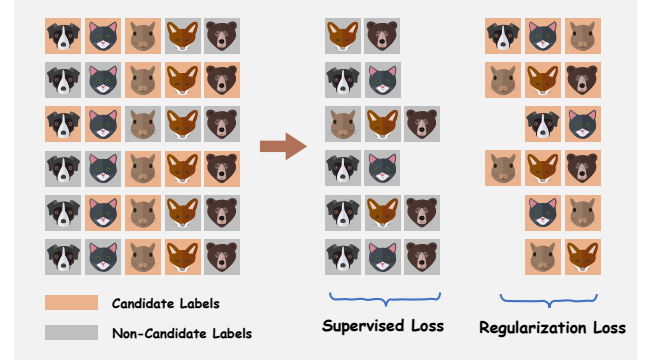 Candidate Labels
Non-Candidate Labels
Supervised Loss
Regularization Loss